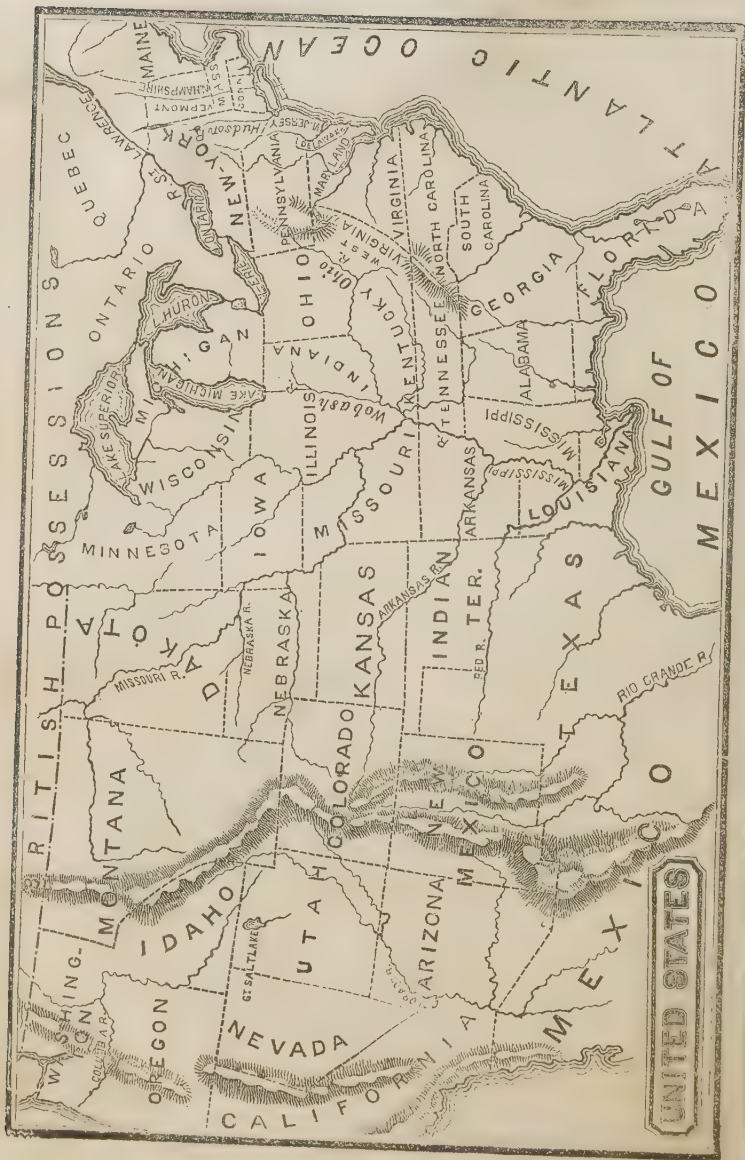 BRITISH POSSESSIONS
QUEBEC
ONTARIO
R. ST. LAWRENCE
MAINE
N. HAMPSHIRE
VERMONT
MASS
CONN
NEW-YORK
Hudson
N. JERSEY
DELAWARE
MARYLAND
PENNSYLVANIA
ONTARIO
ERIE
HURON
LAKE SUPERIOR
LAKE MICHIGAN
MICHIGAN
WISCONSIN
MINNESOTA
IOWA
ILLINOIS
INDIANA
OHIO
Ohio R.
Wobash
WEST VIRGINIA
VIRGINIA
KENTUCKY
NORTH CAROLINA
SOUTH CAROLINA
TENNESSEE
GEORGIA
FLORIDA
ALABAMA
MISSISSIPPI
MISSISSIPPI
LOUISIANA
ARKANSAS
MISSOURI
DAKOTA
MISSOURI R.
NEBRASKA R.
NEBRASKA
KANSAS
ARKANSAS R.
INDIAN TER.
RED R.
TEXAS
RIO GRANDE R
MONTANA
IDAHO
COLORADO
NEW MEXICO
UTAH
GT SALT LAKE
ARIZONA
WASHING-
TON
COLUMBIA R.
OREGON
NEVADA
CALIFORNIA
MEXICO
GULF OF
MEXICO
ATLANTIC OCEAN
UNITED STATES